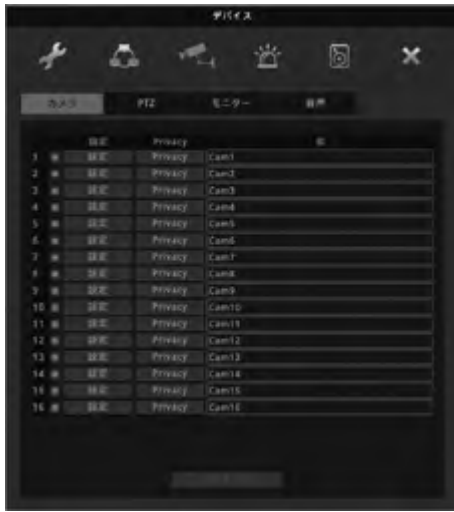 デバイス
カメラ PTZ モニター 音声
設定 Privacy 名
1 設定 Privacy Cam1
2 設定 Privacy Cam2
3 設定 Privacy Cam3
4 設定 Privacy Cam4
5 設定 Privacy Cam5
6 設定 Privacy Cam6
7 設定 Privacy Cam7
8 設定 Privacy Cam8
9 設定 Privacy Cam9
10 設定 Privacy Cam10
11 設定 Privacy Cam11
12 設定 Privacy Cam12
13 設定 Privacy Cam13
14 設定 Privacy Cam14
15 設定 Privacy Cam15
16 設定 Privacy Cam16